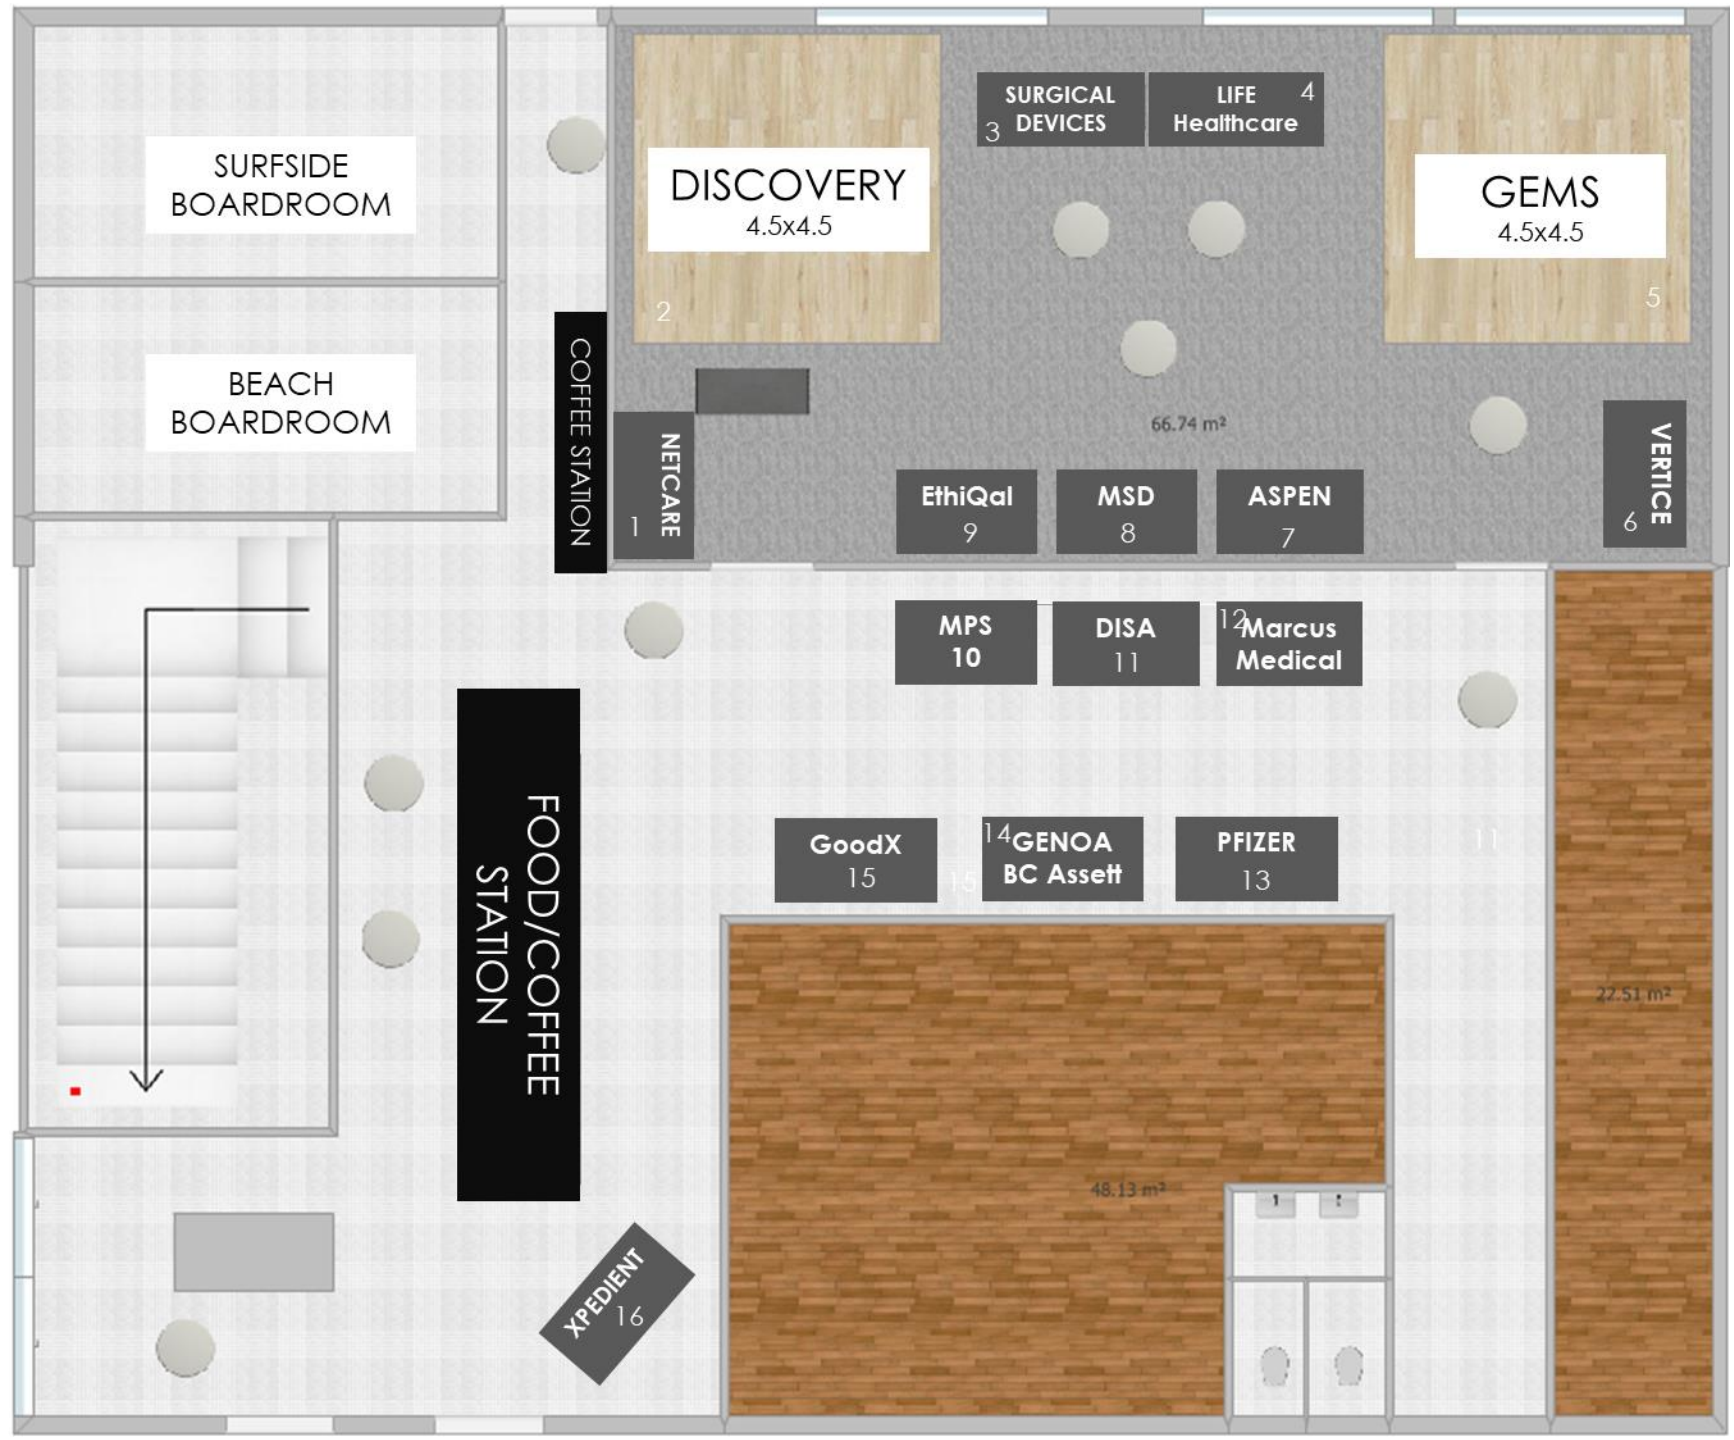 SURFSIDE
BOARDROOM
BEACH
BOARDROOM
COFFEE STATION
DISCOVERY
4.5x4.5
2
SURGICAL
DEVICES
3
LIFE
Healthcare
4
GEMS
4.5x4.5
5
66.74 m²
NETCARE
1
EthiQal
9
MSD
8
ASPEN
7
VERTICE
6
MPS
10
DISA
11
12
Marcus
Medical
FOOD/COFFEE
STATION
GoodX
15
15
14
GENOA
BC Assett
PFIZER
13
11
22.51 m²
48.13 m²
XPEDIENT
16